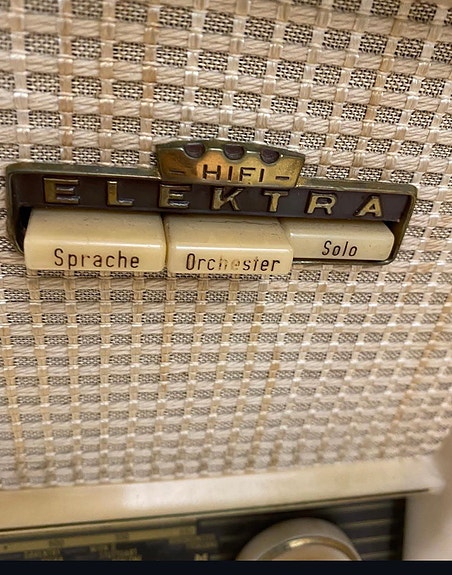 HIFI
ELEKTRA
Sprache Orchester Solo